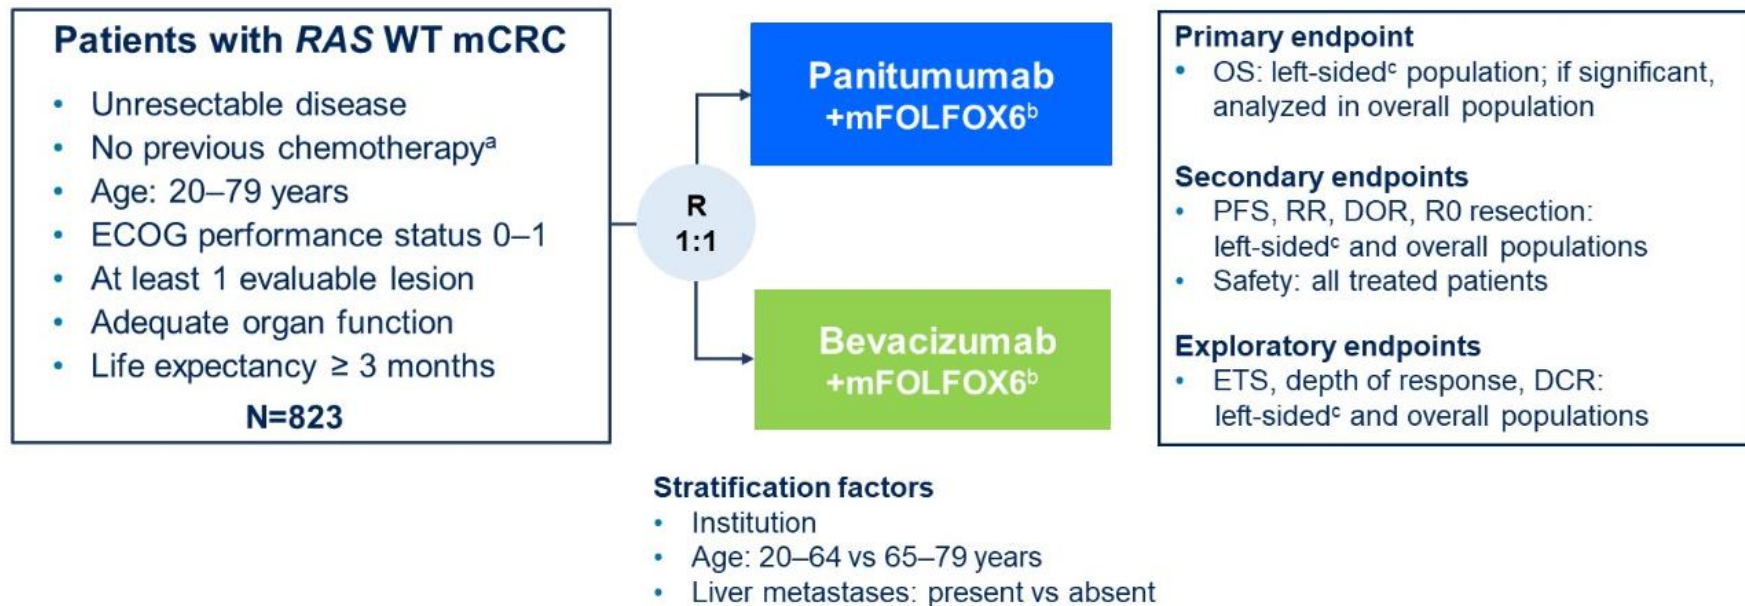 Patients with RAS WT mCRC
• Unresectable disease
• No previous chemotherapyᵃ
• Age: 20–79 years
• ECOG performance status 0–1
• At least 1 evaluable lesion
• Adequate organ function
• Life expectancy ≥ 3 months
N=823
R
1:1
Panitumumab
+mFOLFOX6ᵇ
Bevacizumab
+mFOLFOX6ᵇ
Primary endpoint
• OS: left-sidedᶜ population; if significant,
analyzed in overall population
Secondary endpoints
• PFS, RR, DOR, R0 resection:
left-sidedᶜ and overall populations
• Safety: all treated patients
Exploratory endpoints
• ETS, depth of response, DCR:
left-sidedᶜ and overall populations
Stratification factors
• Institution
• Age: 20–64 vs 65–79 years
• Liver metastases: present vs absent